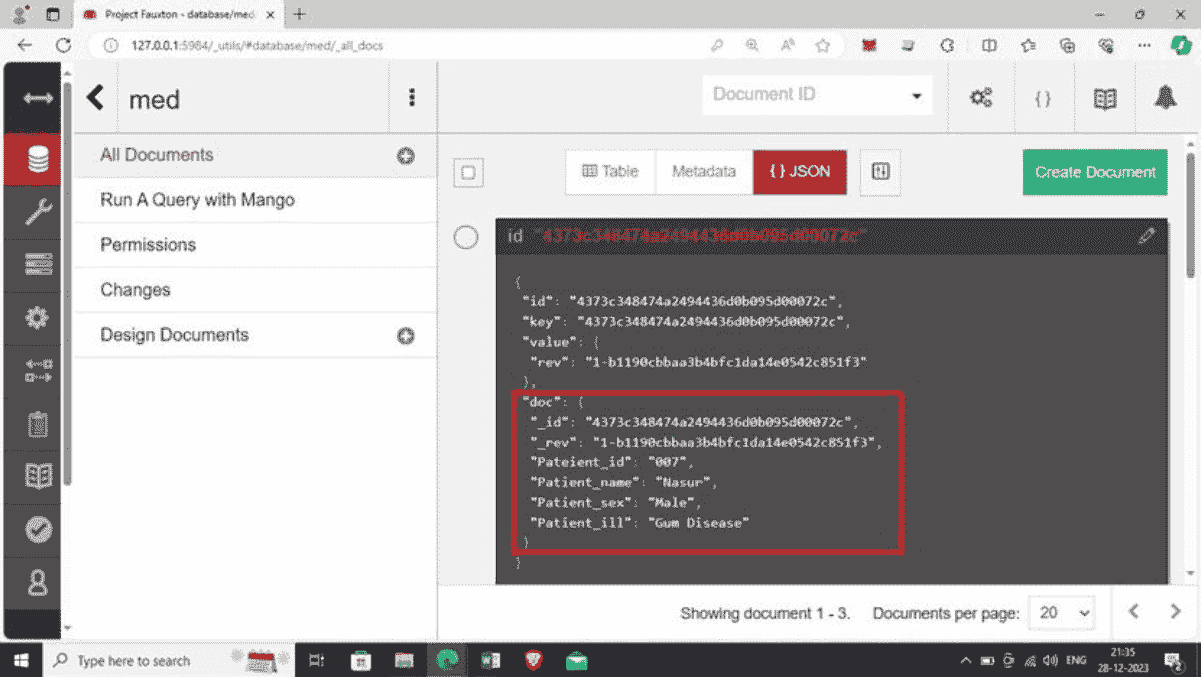 Project Fauxton - database/med
127.0.0.1:5984/_utils/#database/med/_all_docs
med
Document ID
{ }
All Documents
Run A Query with Mango
Permissions
Changes
Design Documents
Table
Metadata
{ } JSON
Create Document
id "4373c348474a2494436d0b095d00072c"
{
"id": "4373c348474a2494436d0b095d00072c",
"key": "4373c348474a2494436d0b095d00072c",
"value": {
"rev": "1-b1190cbbaa3b4bfc1da14e0542c851f3"
},
"doc": {
"_id": "4373c348474a2494436d0b095d00072c",
"_rev": "1-b1190cbbaa3b4bfc1da14e0542c851f3",
"Pateient_id": "007",
"Patient_name": "Nasur",
"Patient_sex": "Male",
"Patient_ill": "Gum Disease"
}
}
Showing document 1 - 3.
Documents per page:
20
Type here to search
ENG
21:35
28-12-2023
2